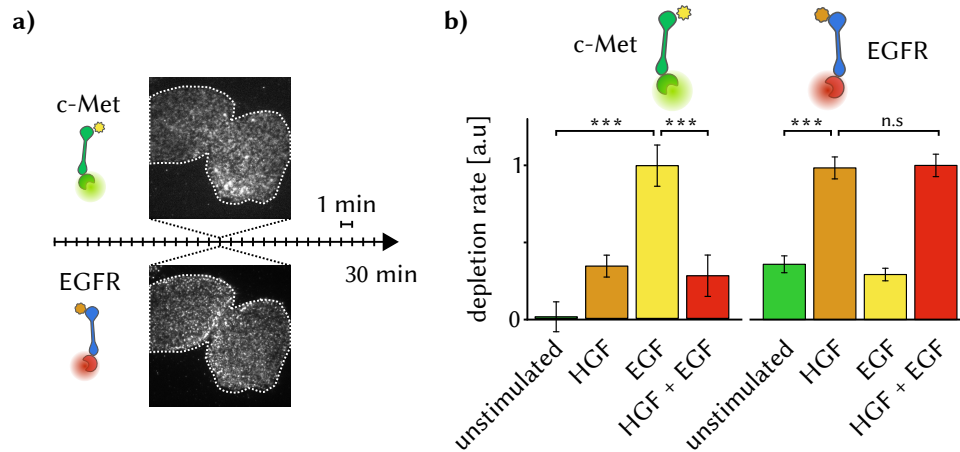 a)
c-Met
1 min
30 min
EGFR
b)
c-Met
EGFR
depletion rate [a.u]
1
0
***
***
***
n.s
unstimulated
HGF
EGF
HGF + EGF
unstimulated
HGF
EGF
HGF + EGF